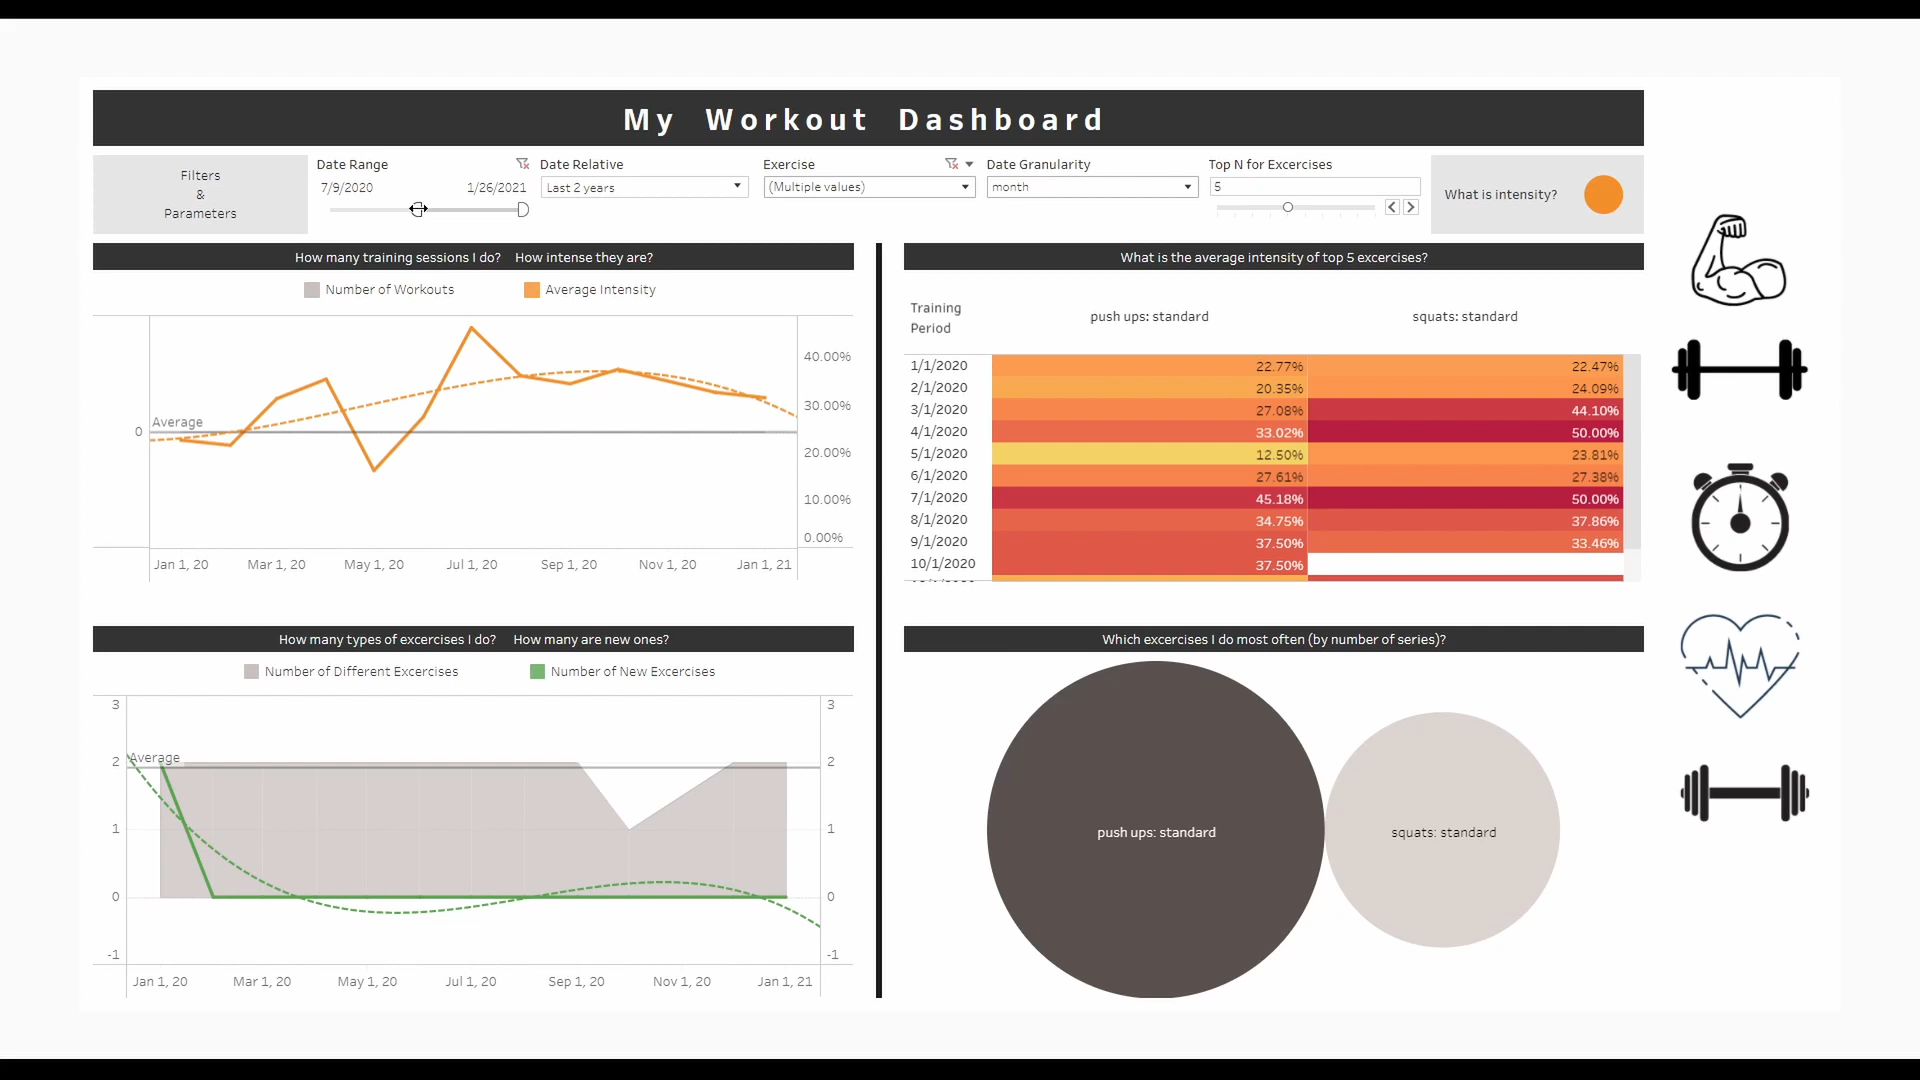 My Workout Dashboard
Filters
&
Parameters
Date Range
7/9/2020 1/26/2021
Date Relative
Last 2 years
Exercise
(Multiple values)
Date Granularity
month
Top N for Excercises
5
What is intensity?
How many training sessions I do? How intense they are?
Number of Workouts Average Intensity
Average
0
40.00%
30.00%
20.00%
10.00%
0.00%
Jan 1, 20 Mar 1, 20 May 1, 20 Jul 1, 20 Sep 1, 20 Nov 1, 20 Jan 1, 21
What is the average intensity of top 5 excercises?
Training
Period
push ups: standard squats: standard
1/1/2020 22.77% 22.47%
2/1/2020 20.35% 24.09%
3/1/2020 27.08% 44.10%
4/1/2020 33.02% 50.00%
5/1/2020 12.50% 23.81%
6/1/2020 27.61% 27.38%
7/1/2020 45.18% 50.00%
8/1/2020 34.75% 37.86%
9/1/2020 37.50% 33.46%
10/1/2020 37.50%
How many types of excercises I do? How many are new ones?
Number of Different Excercises Number of New Excercises
3 3
Average
2 2
1 1
0 0
-1 -1
Jan 1, 20 Mar 1, 20 May 1, 20 Jul 1, 20 Sep 1, 20 Nov 1, 20 Jan 1, 21
Which excercises I do most often (by number of series)?
push ups: standard
squats: standard